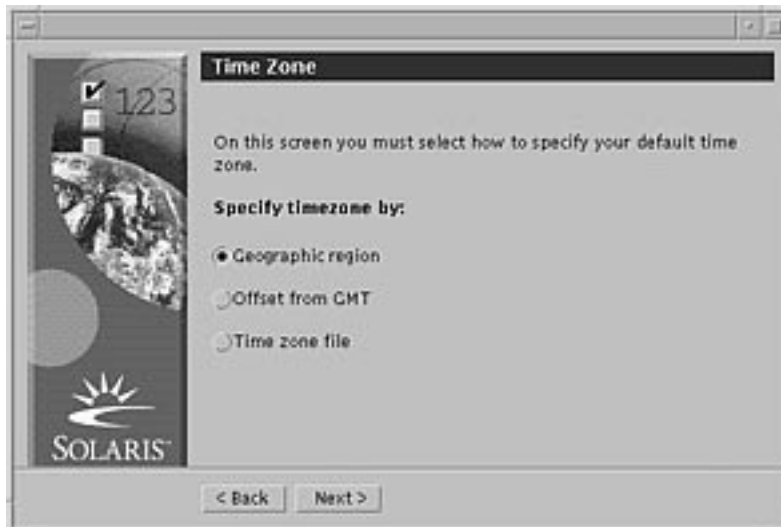 Time Zone
123
On this screen you must select how to specify your default time
zone.
Specify timezone by:
Geographic region
Offset from GMT
Time zone file
SOLARIS™
< Back
Next >